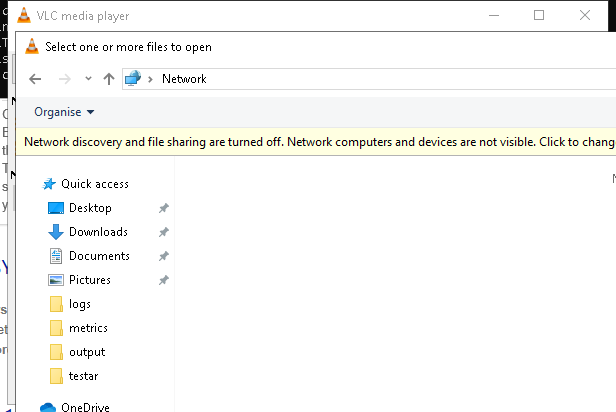 VLC media player
Select one or more files to open
Network
Organise
Network discovery and file sharing are turned off. Network computers and devices are not visible. Click to chang
Quick access
Desktop
Downloads
Documents
Pictures
logs
metrics
output
testar
OneDrive